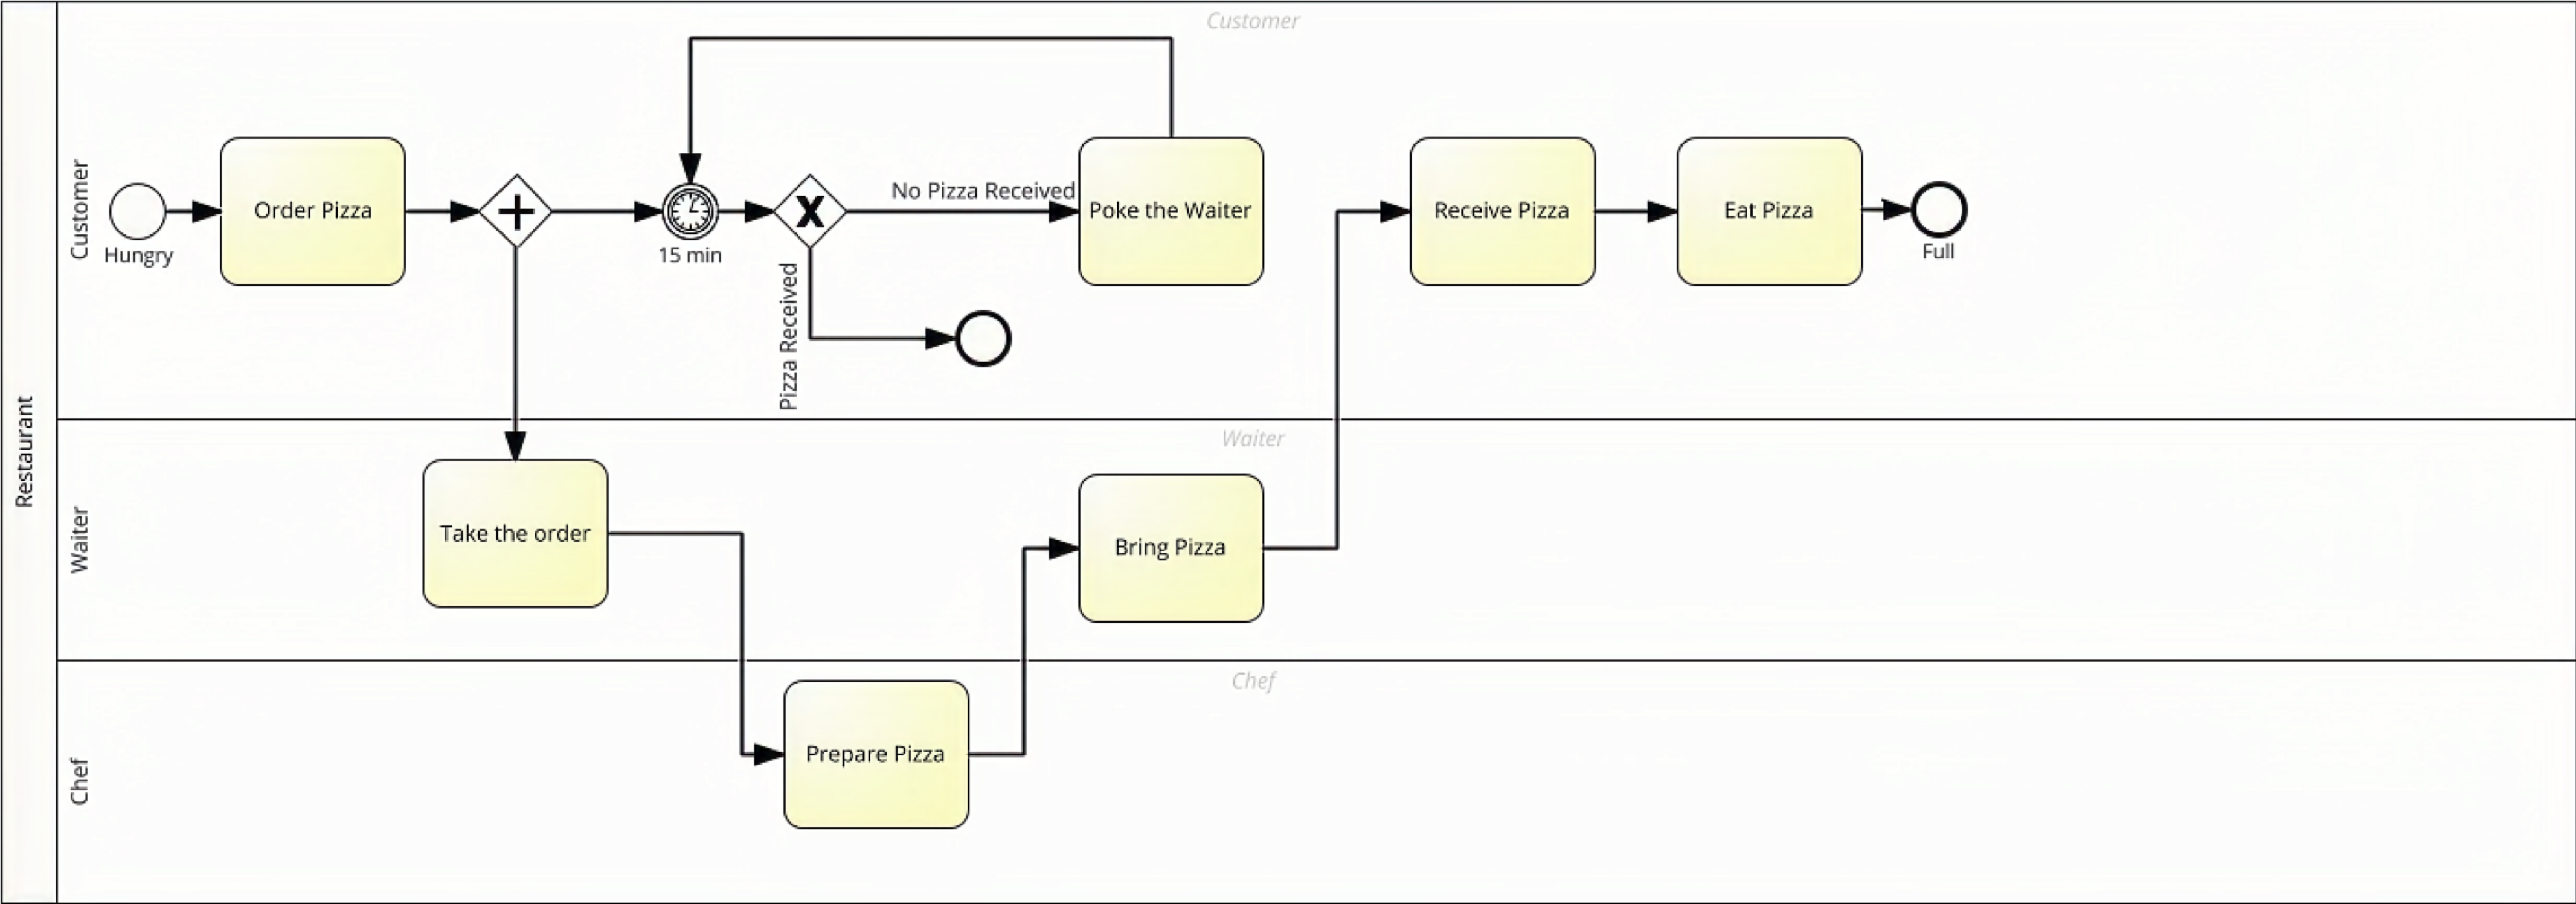 Customer
Restaurant
Customer
Hungry
Order Pizza
15 min
No Pizza Received
Pizza Received
Poke the Waiter
Receive Pizza
Eat Pizza
Full
Waiter
Waiter
Take the order
Bring Pizza
Chef
Chef
Prepare Pizza